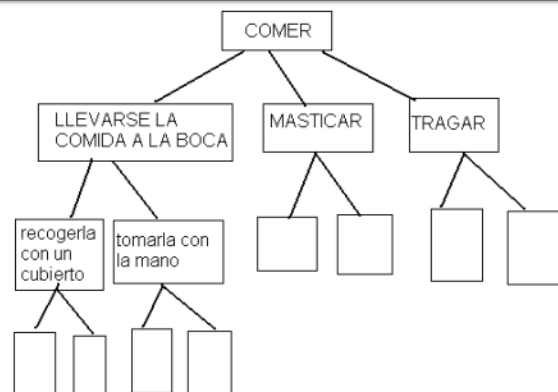 COMER
LLEVARSE LA
COMIDA A LA BOCA
MASTICAR
TRAGAR
recogerla
con un
cubierto
tomarla con
la mano